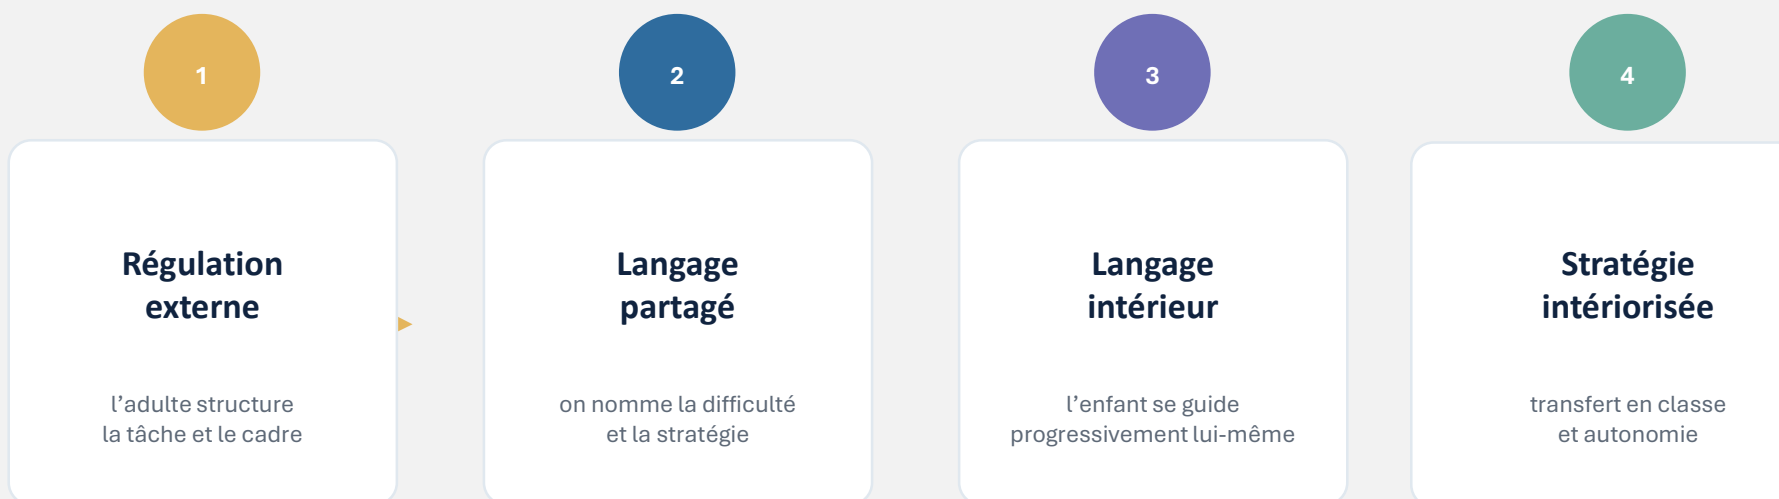 1
Régulation
externe
l’adulte structure
la tâche et le cadre
2
Langage
partagé
on nomme la difficulté
et la stratégie
3
Langage
intérieur
l’enfant se guide
progressivement lui-même
4
Stratégie
intériorisée
transfert en classe
et autonomie